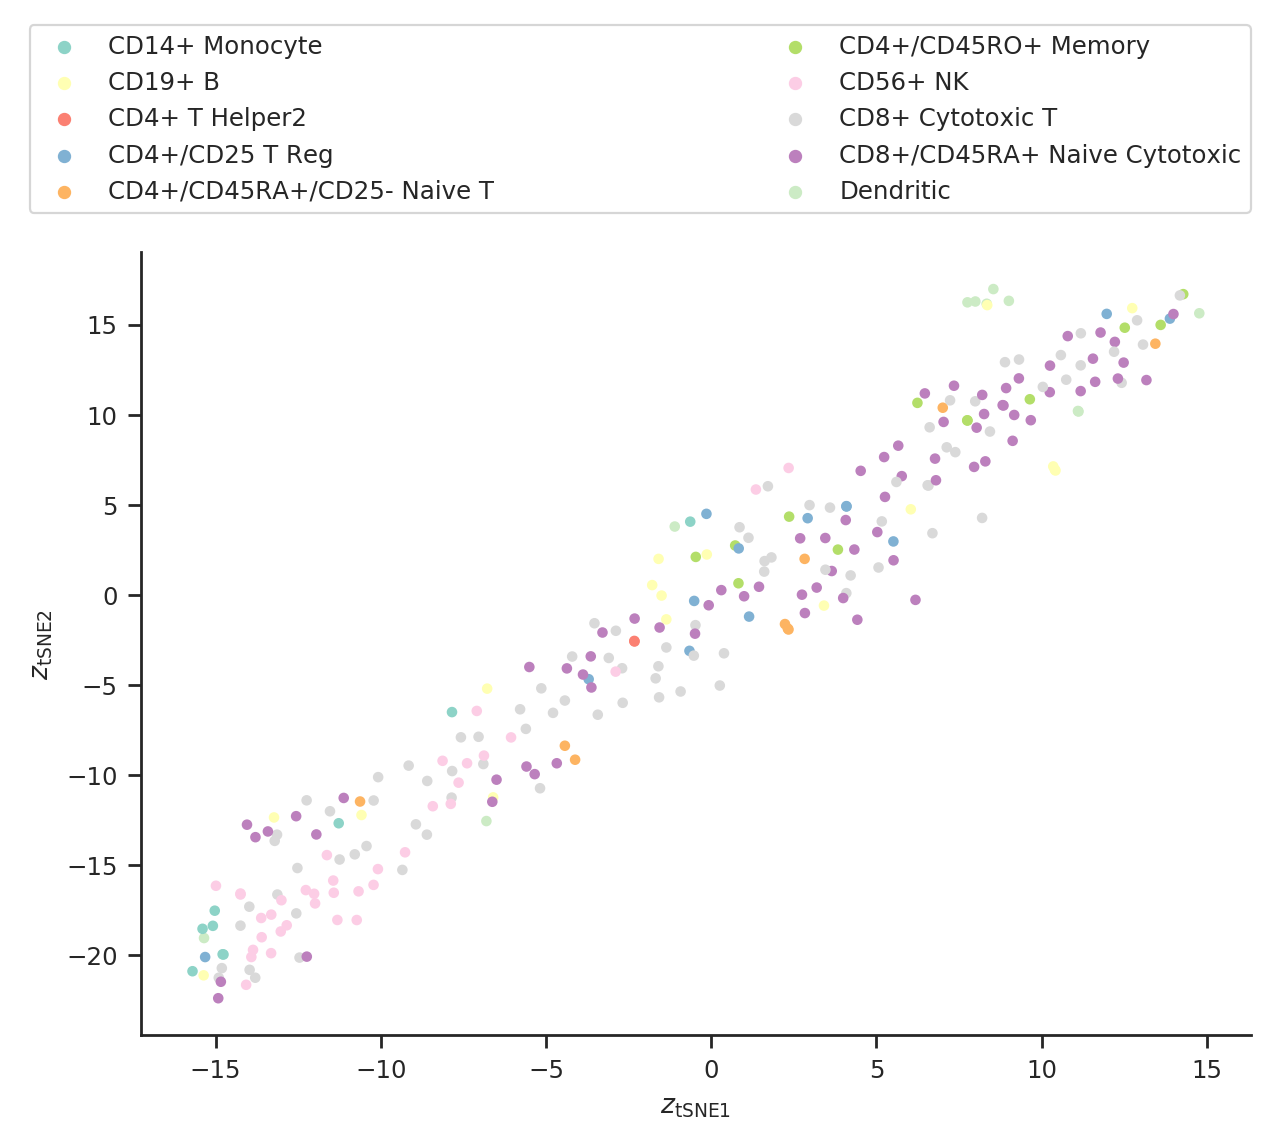 CD14+ Monocyte
CD19+ B
CD4+ T Helper2
CD4+/CD25 T Reg
CD4+/CD45RA+/CD25- Naive T
CD4+/CD45RO+ Memory
CD56+ NK
CD8+ Cytotoxic T
CD8+/CD45RA+ Naive Cytotoxic
Dendritic
15
10
5
0
−5
−10
−15
−20
z_tSNE2
−15
−10
−5
0
5
10
15
z_tSNE1